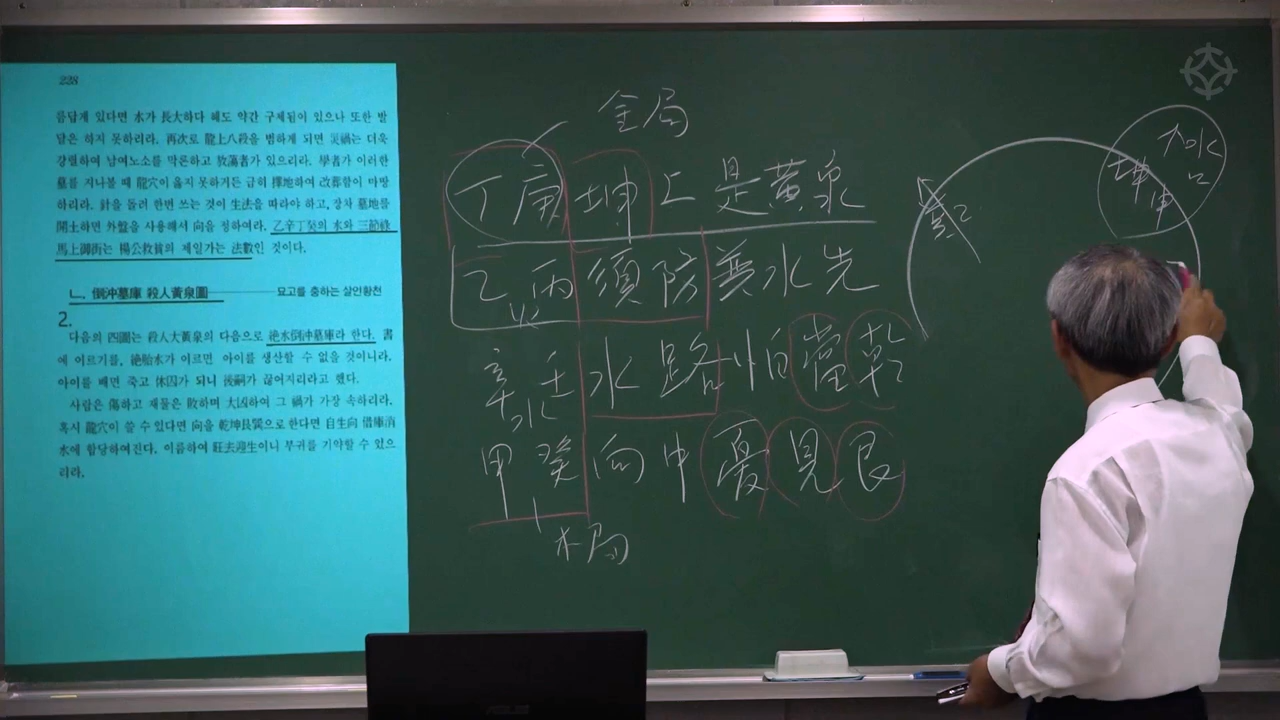 228
름답게 있다면 水가 長大하다 해도 약간 구제됨이 있으나 또한 발
달은 하지 못하리라. 再次로 龍上八殺을 범하게 되면 災禍는 더욱
강렬하여 남여노소를 막론하고 敎蕩者가 있으리라. 學者가 이러한
墓를 지나볼 때 龍穴이 옳지 못하거든 급히 擇地하여 改葬함이 마땅
하리라. 針을 돌려 한번 쓰는 것이 生法을 따라야 하고, 장차 墓地를
開土하면 外盤을 사용해서 向을 정하여라. 乙辛丁癸의 水와 三節祿
馬上御街는 楊公救貧의 제일가는 法數인 것이다.
ㄴ. 倒沖墓庫 殺人黃泉圖 묘고를 충하는 살인황천
2.
다음의 四圖는 殺人大黃泉의 다음으로 絶水倒沖墓庫라 한다. 書
에 이르기를, 絶胎水가 이르면 아이를 생산할 수 없을 것이니라.
아이를 배면 죽고 休囚가 되니 後嗣가 끊어지리라고 했다.
사람은 傷하고 재물은 敗하며 大凶하여 그 禍가 가장 속하리라.
혹시 龍穴이 쓸 수 있다면 向을 乾坤艮巽으로한다면 自生向 借庫消
水에 합당하여진다. 이름하여 旺去迎生이니 부귀를 기약할 수 있으
리라.
金局
丁庚坤上是黃泉
乙丙須防巽水先
火
辛壬水路怕當乾
水
甲癸向中憂見艮
木局
巽
水口
坤申